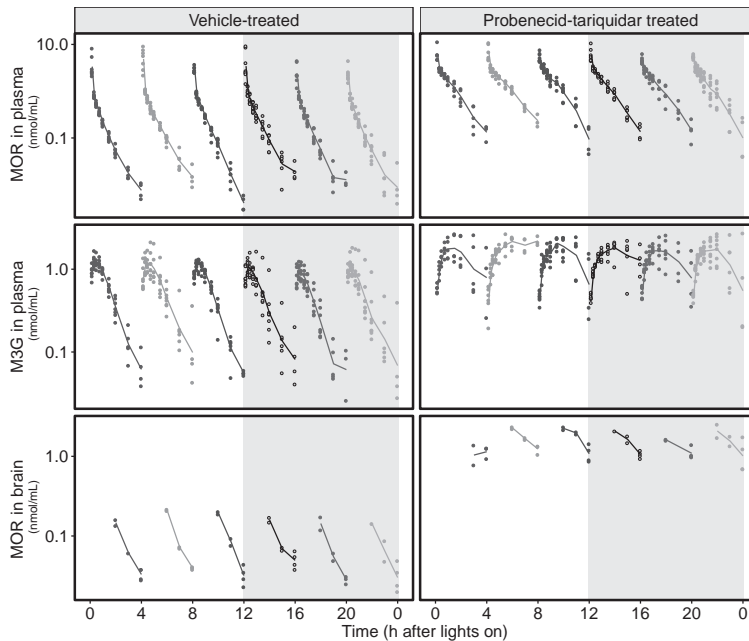 Vehicle-treated
Probenecid-tariquidar treated
MOR in plasma
(nmol/mL)
10.0
0.1
M3G in plasma
(nmol/mL)
1.0
0.1
MOR in brain
(nmol/mL)
1.0
0.1
0 4 8 12 16 20 0
0 4 8 12 16 20 0
Time (h after lights on)